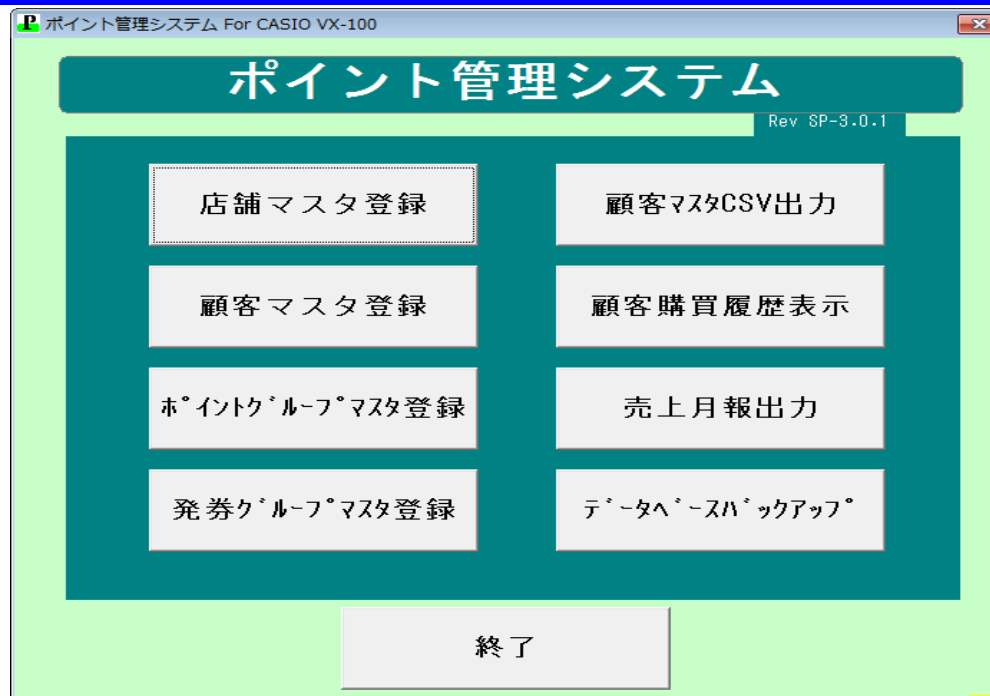 P ポイント管理システム For CASIO VX-100
ポイント管理システム
Rev SP-3.0.1
店舗マスタ登録
顧客ﾏｽﾀCSV出力
顧客マスタ登録
顧客購買履歴表示
ﾎﾟｲﾝﾄｸﾞﾙｰﾌﾟﾏｽﾀ登録
売上月報出力
発券ｸﾞﾙｰﾌﾟﾏｽﾀ登録
ﾃﾞｰﾀﾍﾞｰｽﾊﾞｯｸｱｯﾌﾟ
終了